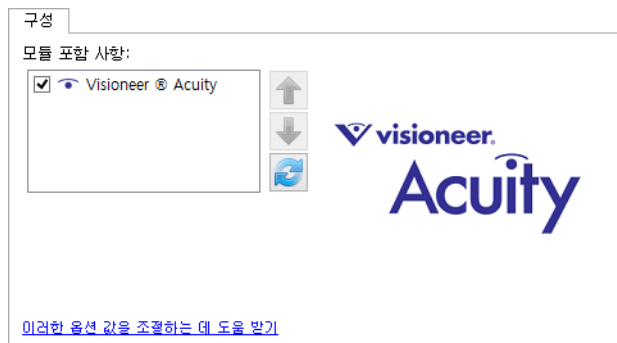 구성
모듈 포함 사항:
Visioneer ® Acuity
visioneer.
Acuity
이러한 옵션 값을 조절하는 데 도움 받기